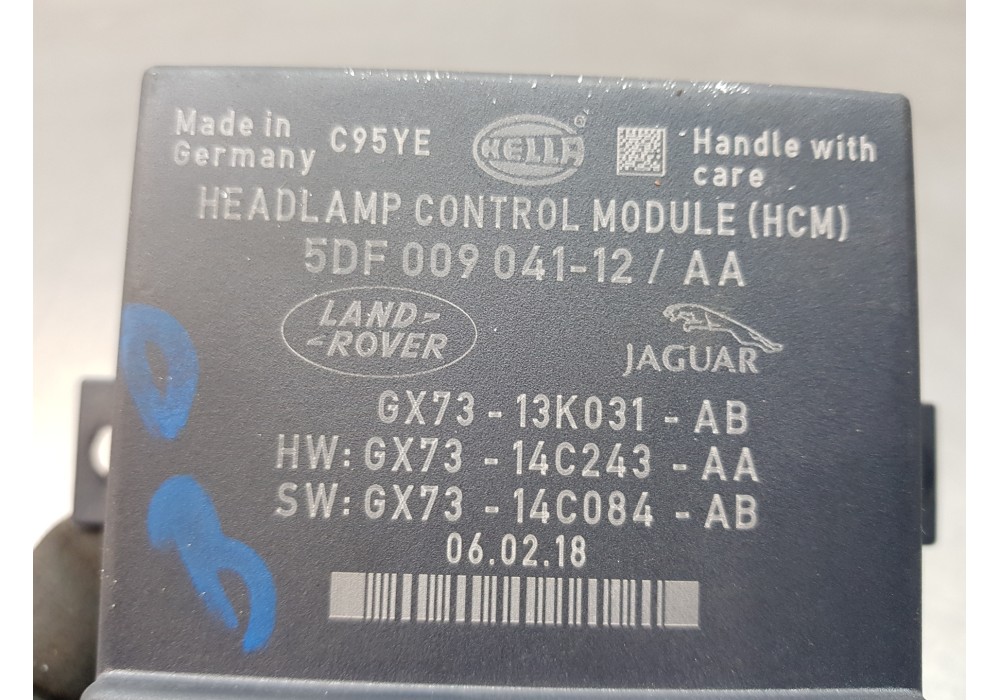 Made in
Germany
C95YE
HELLA
Handle with
care
HEADLAMP CONTROL MODULE (HCM)
5DF 009 041-12 / AA
LAND-
-ROVER
JAGUAR
GX73 - 13K031 - AB
HW: GX73 - 14C243 - AA
SW: GX73 - 14C084 - AB
06.02.18